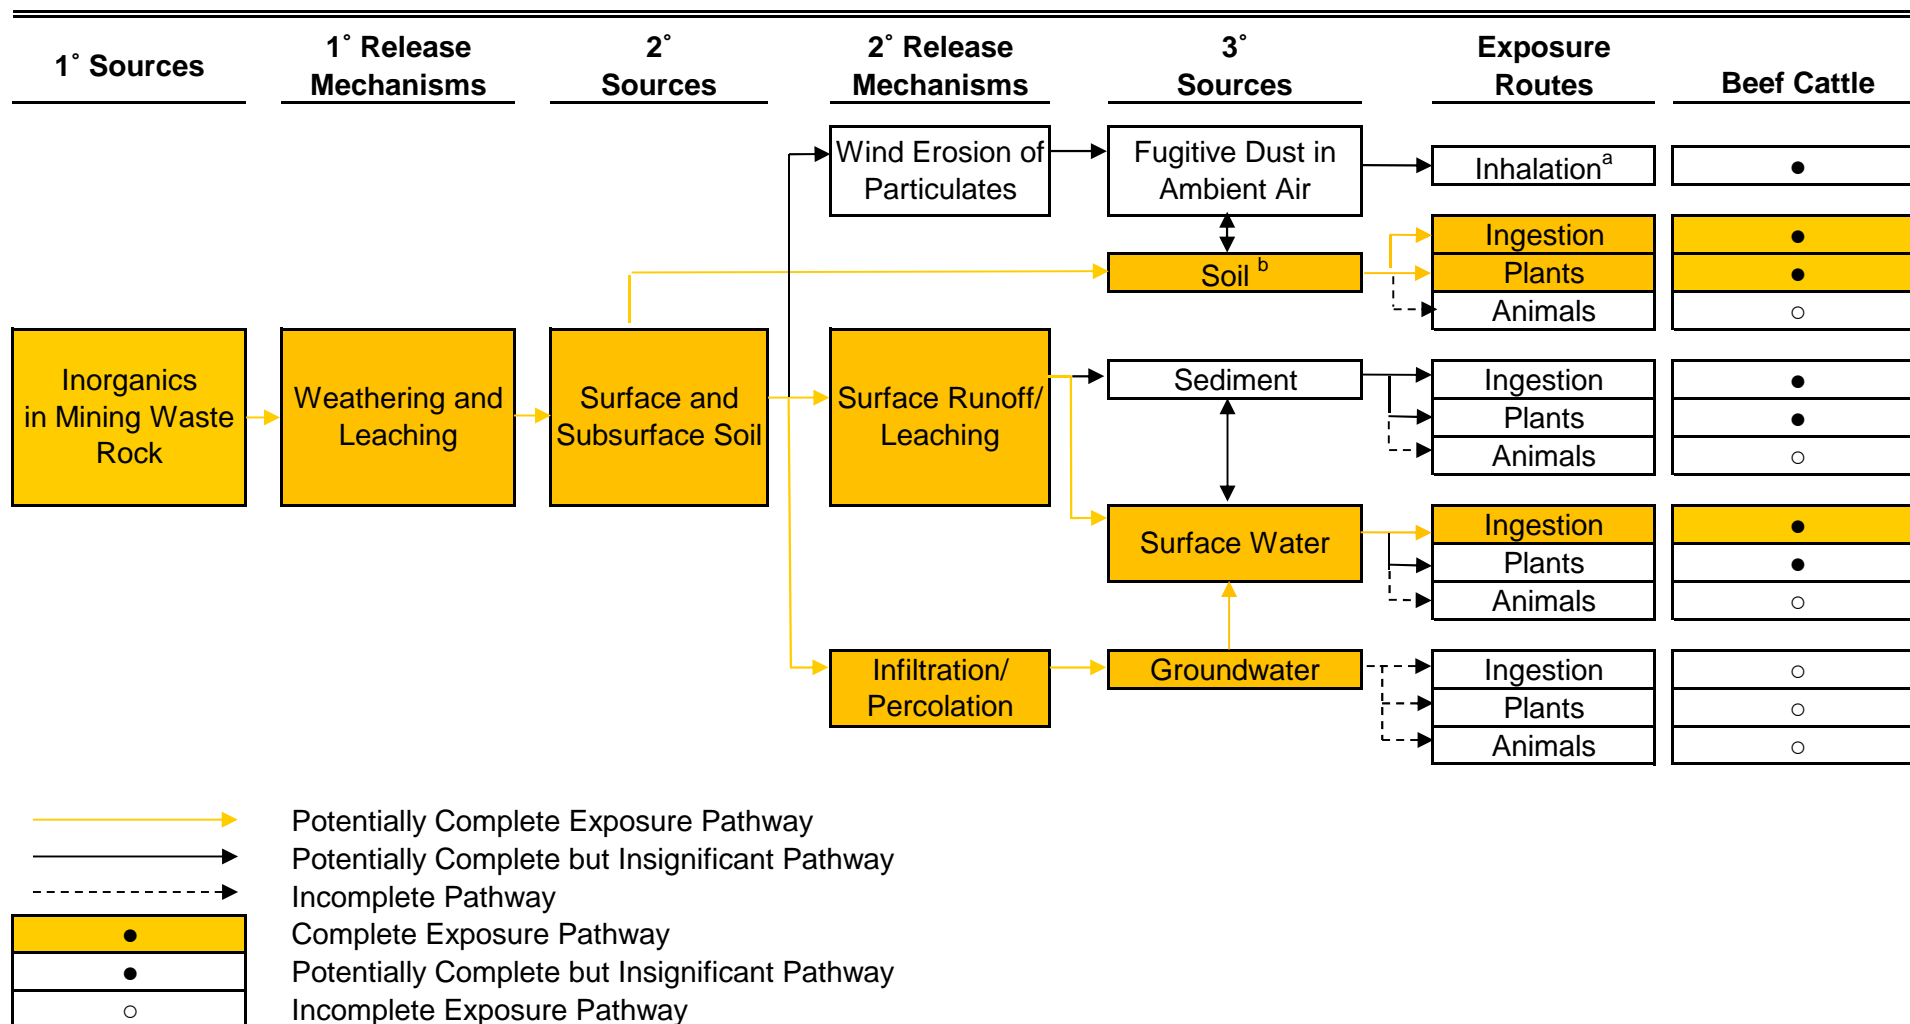 1° Sources
1° Release
Mechanisms
2°
Sources
2° Release
Mechanisms
3°
Sources
Exposure
Routes
Beef Cattle
Wind Erosion of
Particulates
Fugitive Dust in
Ambient Air
Inhalation a
●
Soil b
Ingestion
●
Plants
●
Animals
○
Inorganics
in Mining Waste
Rock
Weathering and
Leaching
Surface and
Subsurface Soil
Surface Runoff/
Leaching
Sediment
Ingestion
●
Plants
●
Animals
○
Surface Water
Ingestion
●
Plants
●
Animals
○
Infiltration/
Percolation
Groundwater
Ingestion
○
Plants
○
Animals
○
Potentially Complete Exposure Pathway
Potentially Complete but Insignificant Pathway
Incomplete Pathway
● Complete Exposure Pathway
● Potentially Complete but Insignificant Pathway
○ Incomplete Exposure Pathway